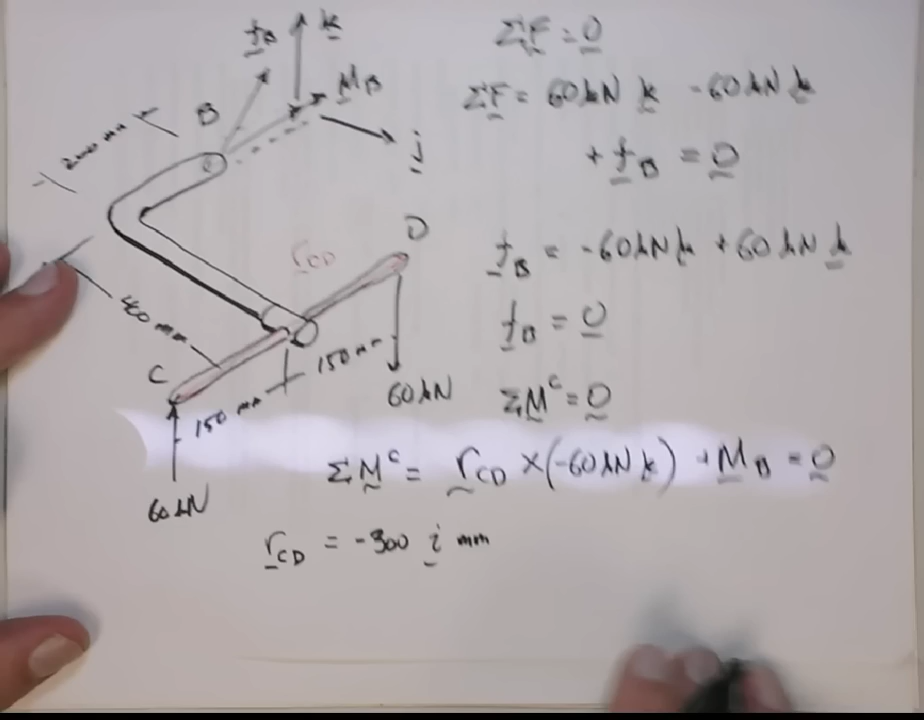 f_B k
B M_B
200 mm j
ΣF = 0
ΣF = 60 kN k - 60 kN k
+ f_B = 0
r_CD D
f_B = -60 kN k + 60 kN k
400 mm
f_B = 0
C 150 mm 150 mm
60 kN
ΣM^C = 0
60 kN
ΣM^C = r_CD ×(-60 kN k) + M_B = 0
r_CD = -300 i mm